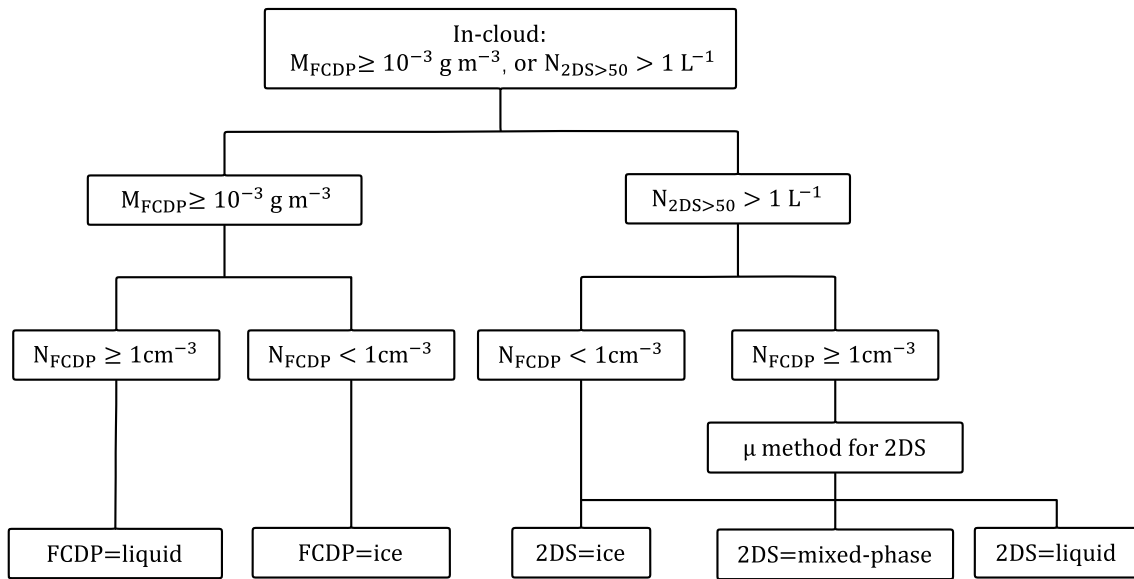 In-cloud:
M_FCDP≥ 10⁻³ g m⁻³, or N_2DS>50 > 1 L⁻¹
M_FCDP≥ 10⁻³ g m⁻³
N_2DS>50 > 1 L⁻¹
N_FCDP ≥ 1cm⁻³
N_FCDP < 1cm⁻³
N_FCDP < 1cm⁻³
N_FCDP ≥ 1cm⁻³
μ method for 2DS
FCDP=liquid
FCDP=ice
2DS=ice
2DS=mixed-phase
2DS=liquid